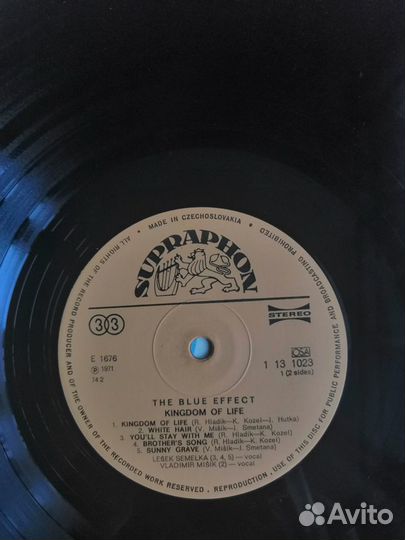 MADE IN CZECHOSLOVAKIA
ALL RIGHTS OF THE RECORD PRODUCER AND OF THE OWNER OF THE RECORDED WORK RESERVED. REPRODUCTION, USE OF THIS DISC FOR PUBLIC PERFORMANCE AND BROADCASTING PROHIBITED
SUPRAPHON
33
STEREO
E 1676
OSA
℗ 1971
1 13 1023
74 2
1 (2 sides)
THE BLUE EFFECT
KINGDOM OF LIFE
1. KINGDOM OF LIFE (R. Hladík—K. Kozel—J. Hutka)
2. WHITE HAIR (V. Mišík—J. Smetana)
3. YOU'LL STAY WITH ME (R. Hladík—K. Kozel)
4. BROTHER'S SONG (R. Hladík—K. Kozel)
5. SUNNY GRAVE (V. Mišík—J. Smetana)
LEŠEK SEMELKA (3, 4, 5) — vocal
VLADIMÍR MIŠÍK (2) — vocal
Avito